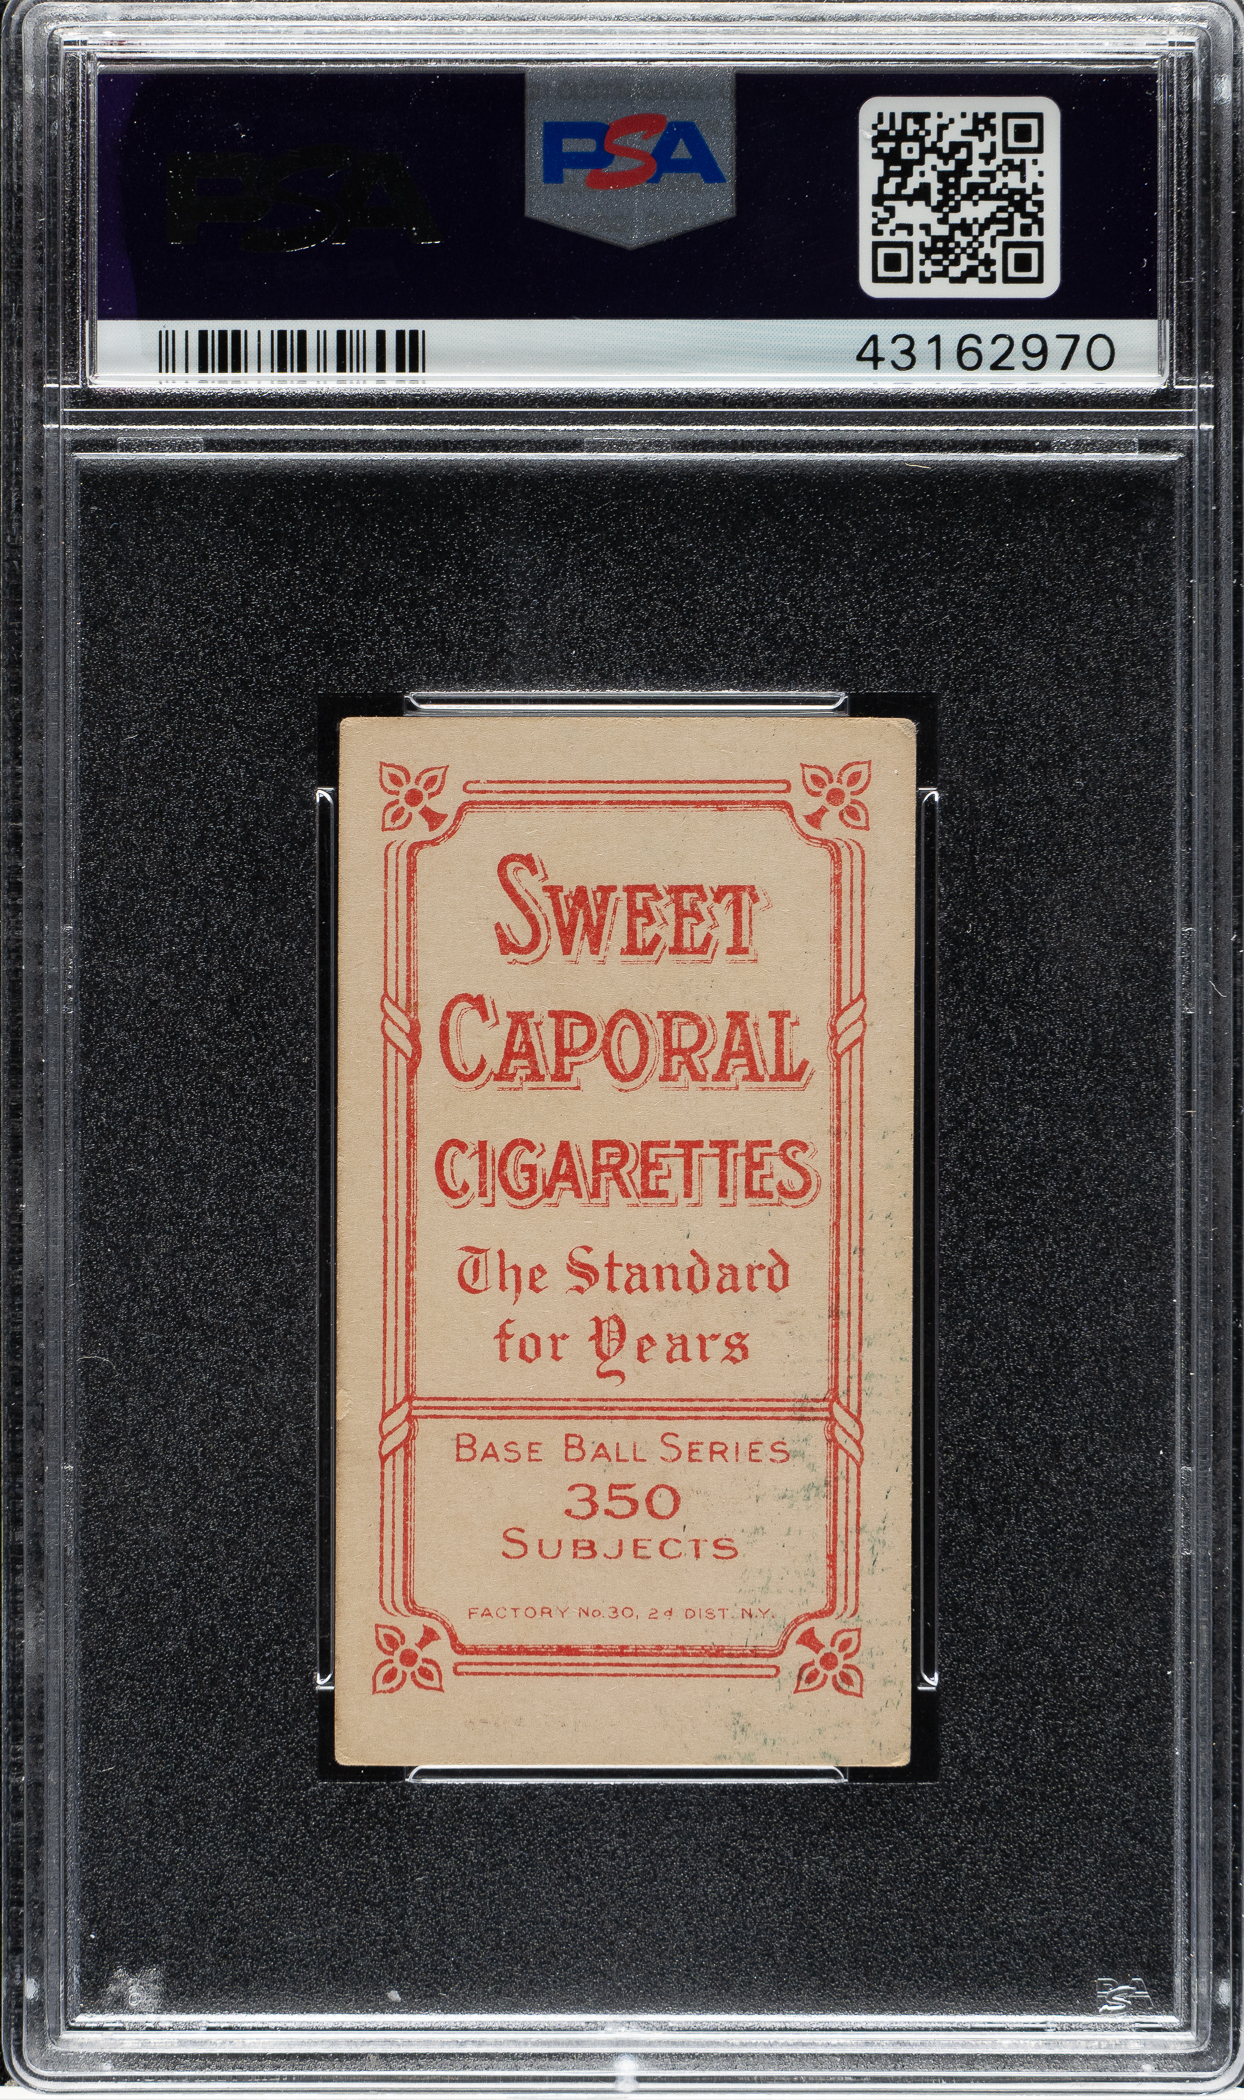 PSA
PSA
43162970
SWEET
CAPORAL
CIGARETTES
The Standard
for Years
BASE BALL SERIES
350
SUBJECTS
FACTORY No.30, 2d DIST. N.Y.
PSA